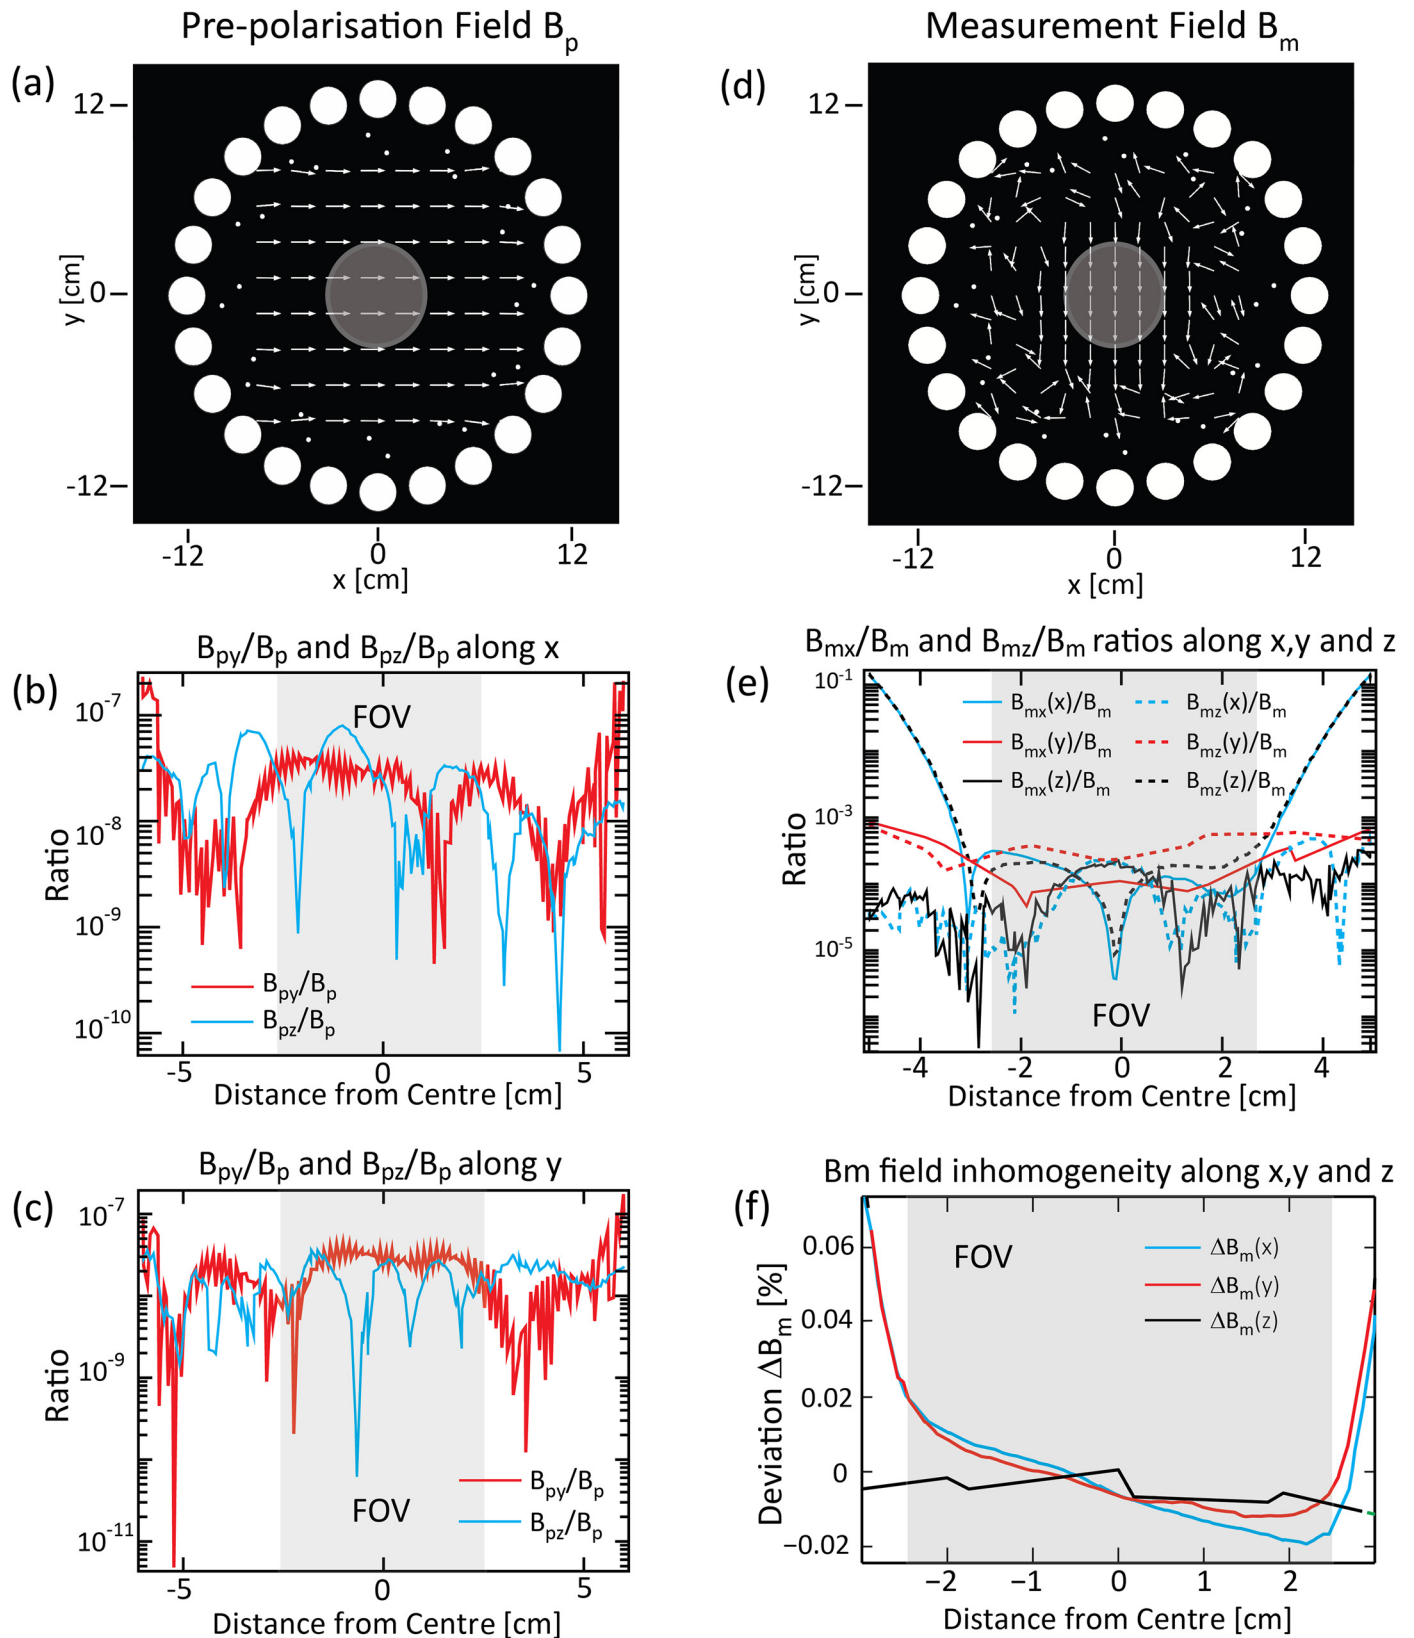 Pre-polarisation Field Bp
(a)
12
0
-12
y [cm]
-12 0 12
x [cm]
Bpy/Bp and Bpz/Bp along x
(b)
FOV
10-7
10-8
10-9
10-10
Ratio
Bpy/Bp
Bpz/Bp
-5 0 5
Distance from Centre [cm]
Bpy/Bp and Bpz/Bp along y
(c)
10-7
10-9
10-11
Ratio
FOV
Bpy/Bp
Bpz/Bp
-5 0 5
Distance from Centre [cm]
Measurement Field Bm
(d)
12
0
-12
y [cm]
-12 0 12
x [cm]
Bmx/Bm and Bmz/Bm ratios along x,y and z
(e)
10-1
10-3
10-5
Ratio
Bmx(x)/Bm Bmz(x)/Bm
Bmx(y)/Bm Bmz(y)/Bm
Bmx(z)/Bm Bmz(z)/Bm
FOV
-4 -2 0 2 4
Distance from Centre [cm]
Bm field inhomogeneity along x,y and z
(f)
FOV
0.06
0.04
0.02
0
−0.02
Deviation ΔBm [%]
ΔBm(x)
ΔBm(y)
ΔBm(z)
−2 −1 0 1 2
Distance from Centre [cm]